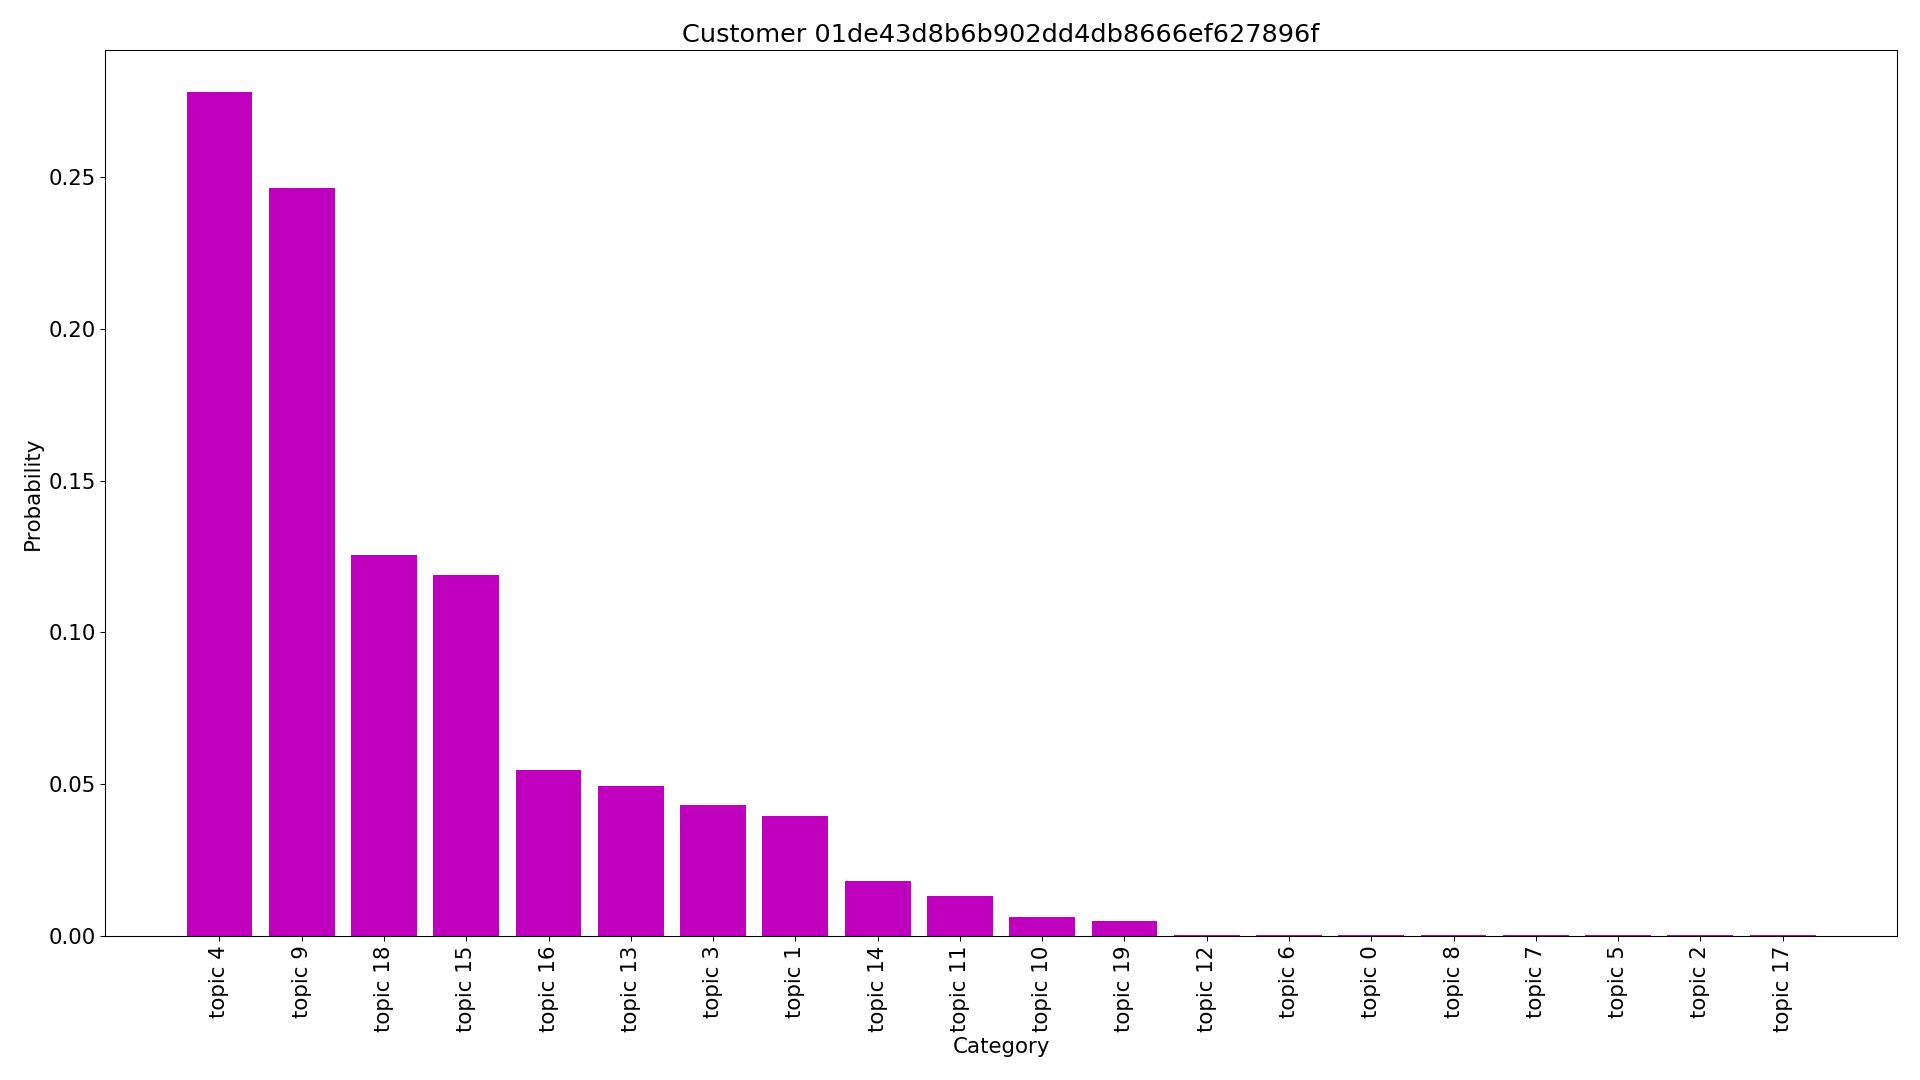 Customer 01de43d8b6b902dd4db8666ef627896f
Probability
0.25
0.20
0.15
0.10
0.05
0.00
topic 4
topic 9
topic 18
topic 15
topic 16
topic 13
topic 3
topic 1
topic 14
topic 11
topic 10
topic 19
topic 12
topic 6
topic 0
topic 8
topic 7
topic 5
topic 2
topic 17
Category